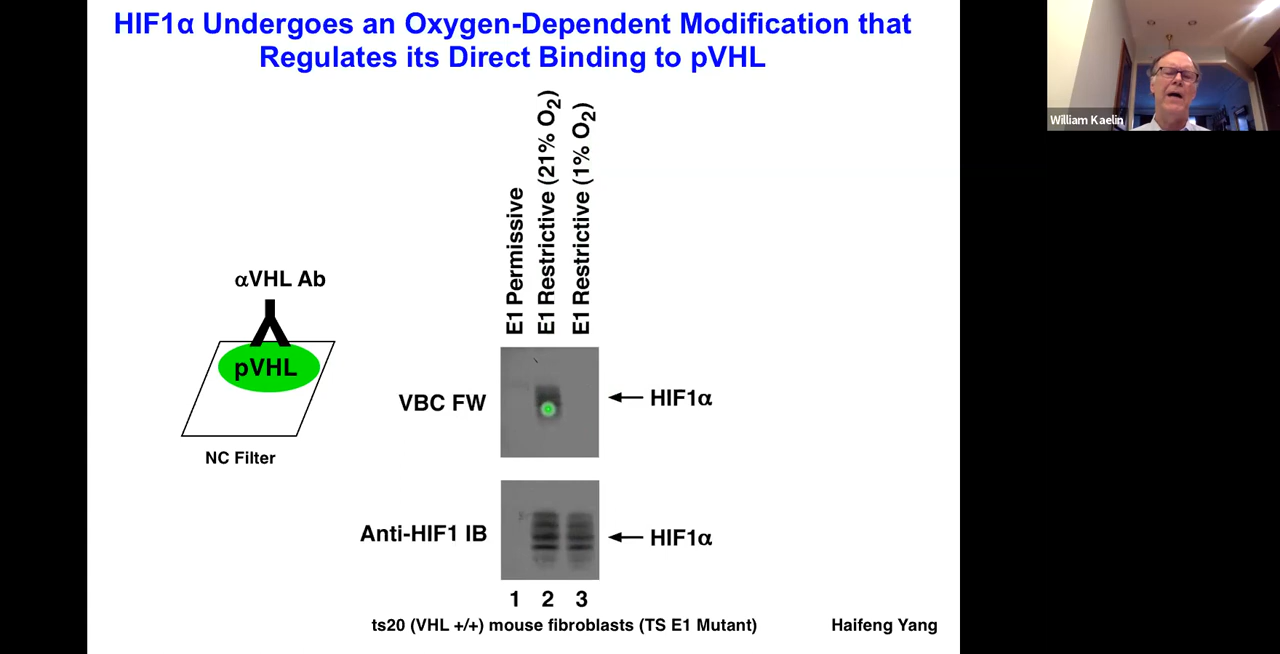 HIF1α Undergoes an Oxygen-Dependent Modification that
Regulates its Direct Binding to pVHL
William Kaelin
E1 Permissive
E1 Restrictive (21% O₂)
E1 Restrictive (1% O₂)
αVHL Ab
pVHL
NC Filter
VBC FW
HIF1α
Anti-HIF1 IB
HIF1α
1 2 3
ts20 (VHL +/+) mouse fibroblasts (TS E1 Mutant)
Haifeng Yang